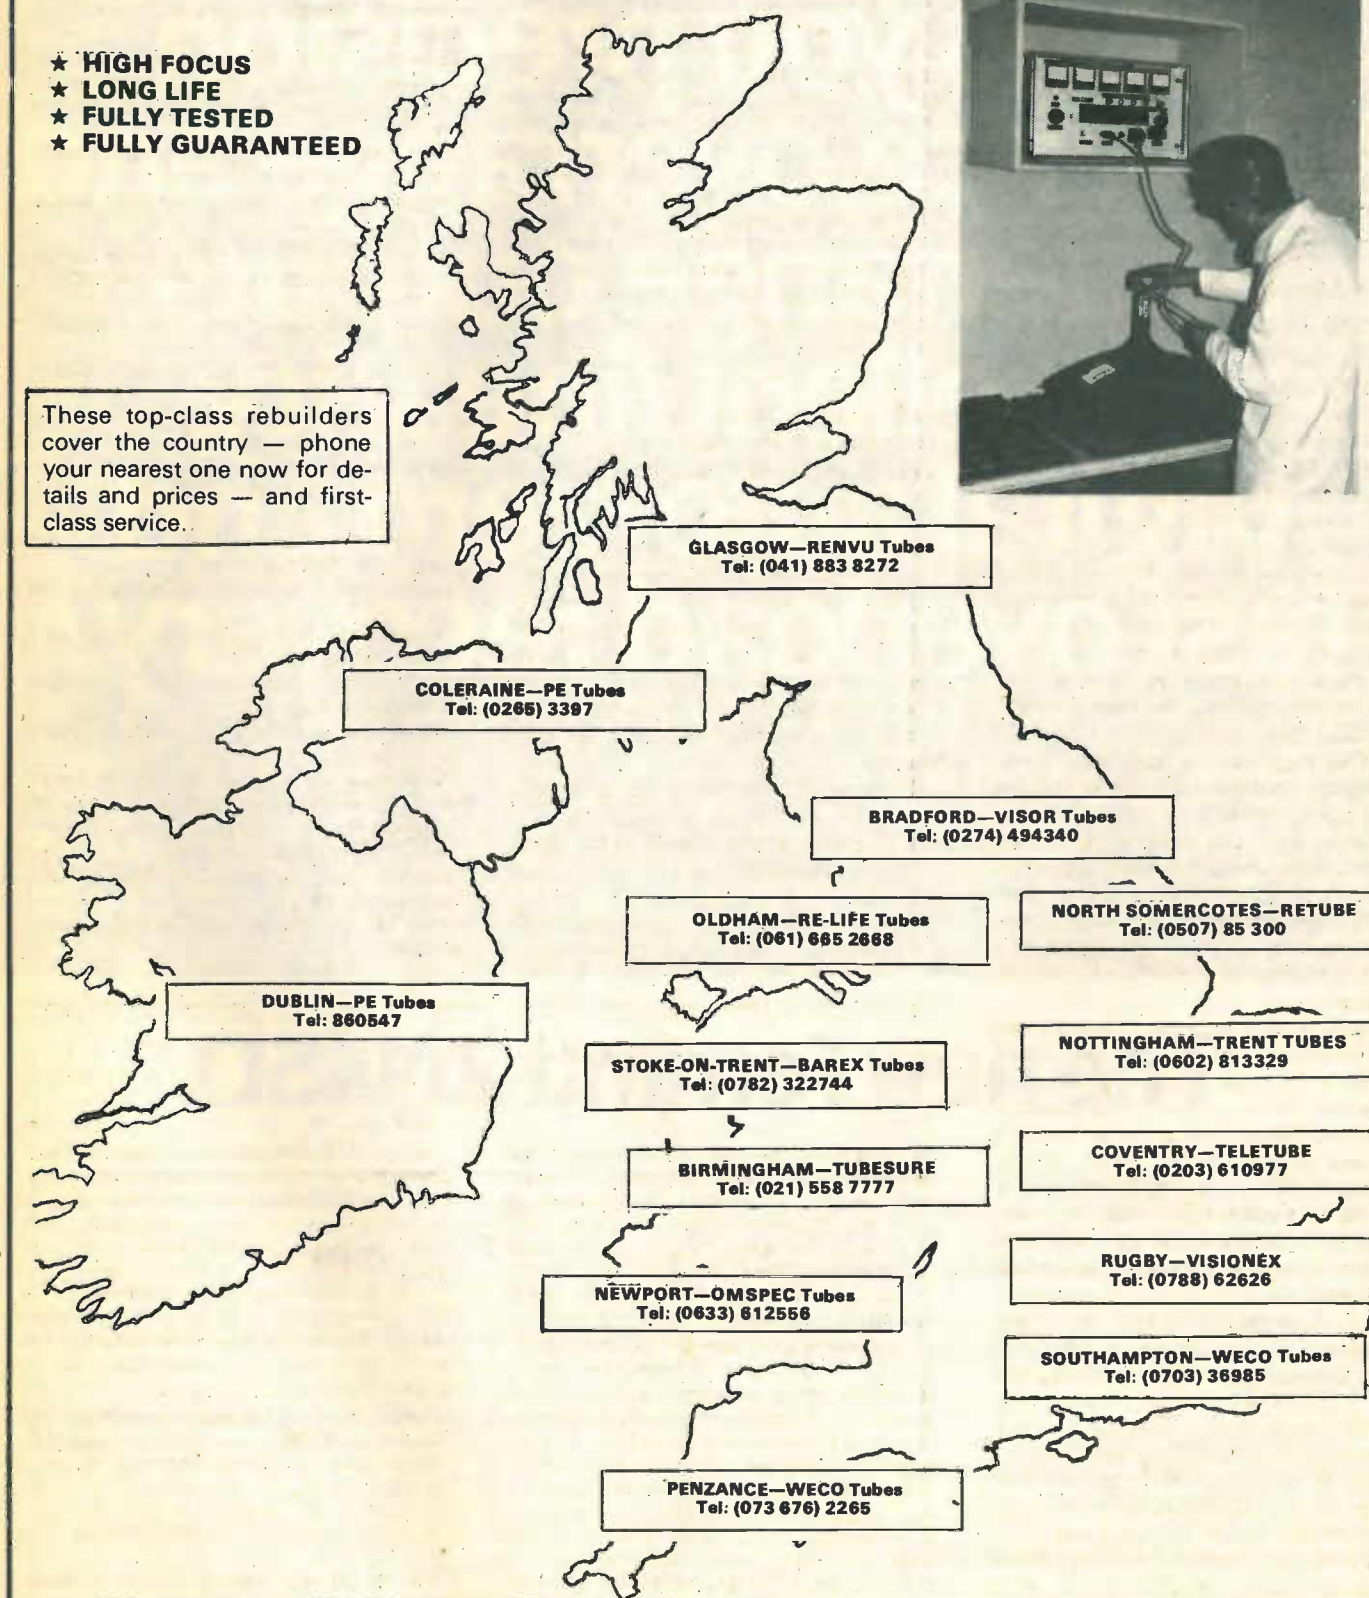 ★ HIGH FOCUS
★ LONG LIFE
★ FULLY TESTED
★ FULLY GUARANTEED
These top-class rebuilders
cover the country — phone
your nearest one now for de-
tails and prices — and first-
class service.
GLASGOW—RENVU Tubes
Tel: (041) 883 8272
COLERAINE—PE Tubes
Tel: (0265) 3397
BRADFORD—VISOR Tubes
Tel: (0274) 494340
OLDHAM—RE-LIFE Tubes
Tel: (061) 665 2668
NORTH SOMERCOTES—RETUBE
Tel: (0507) 85 300
DUBLIN—PE Tubes
Tel: 860547
NOTTINGHAM—TRENT TUBES
Tel: (0602) 813329
STOKE-ON-TRENT—BAREX Tubes
Tel: (0782) 322744
COVENTRY—TELETUBE
Tel: (0203) 610977
BIRMINGHAM—TUBESURE
Tel: (021) 558 7777
RUGBY—VISIONEX
Tel: (0788) 62626
NEWPORT—OMSPEC Tubes
Tel: (0633) 612556
SOUTHAMPTON—WECO Tubes
Tel: (0703) 36985
PENZANCE—WECO Tubes
Tel: (073 676) 2265